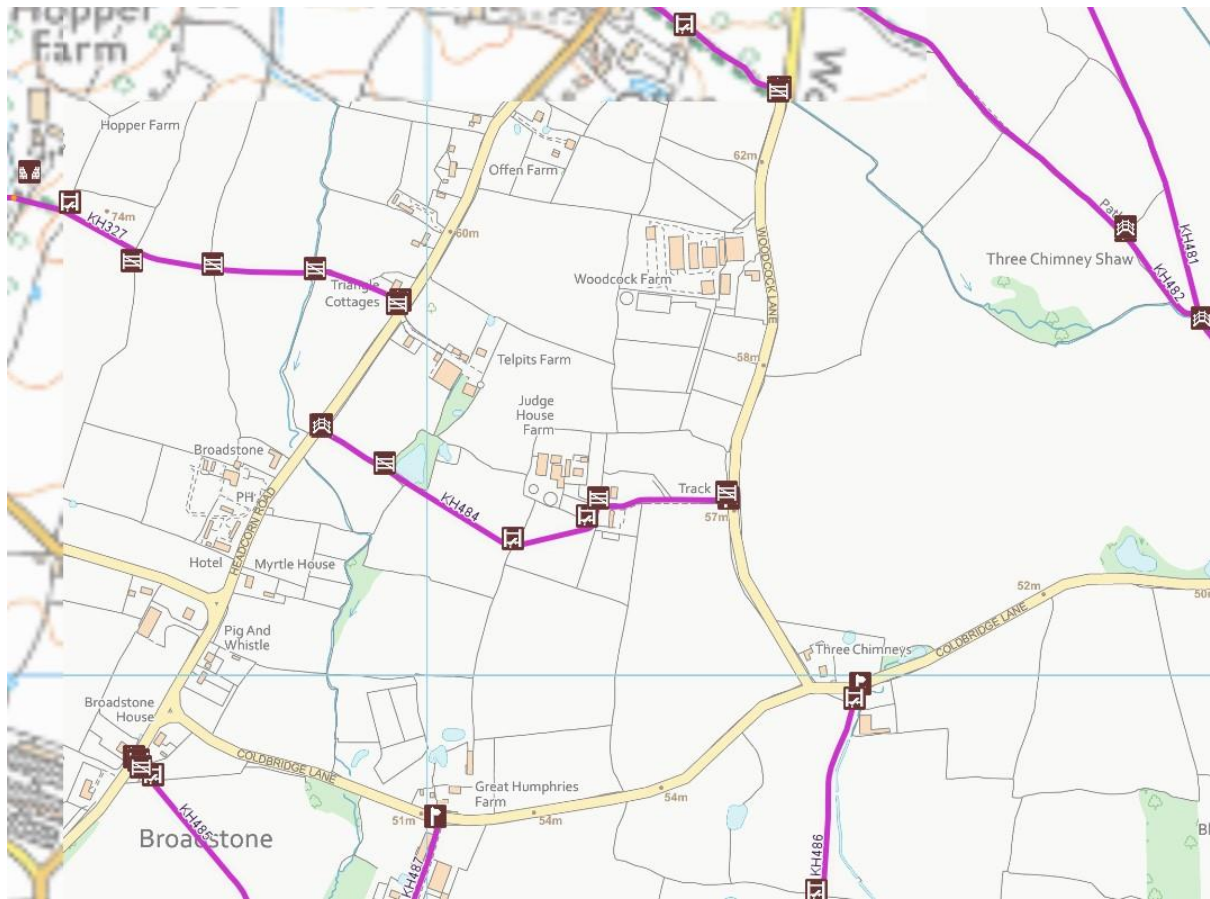 Hopper
Farm
Hopper Farm
62m
Offen Farm
74m
KH327
60m
WOODCOCK LANE
Path
KH481
Three Chimney Shaw
KH482
Woodcock Farm
Triangle
Cottages
58m
Telpits Farm
Judge
House
Farm
Broadstone
PH
KH484
Track
57m
HEADCORN ROAD
Hotel
Myrtle House
52m
50m
COLDBRIDGE LANE
Pig And
Whistle
Three Chimneys
Broadstone
House
COLDBRIDGE LANE
Great Humphries
Farm
54m
51m
54m
KH485
Broadstone
KH487
KH486